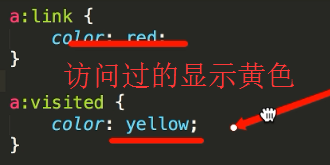 a:link {
color: red;
}
访问过的显示黄色
a:visited {
color: yellow;
}